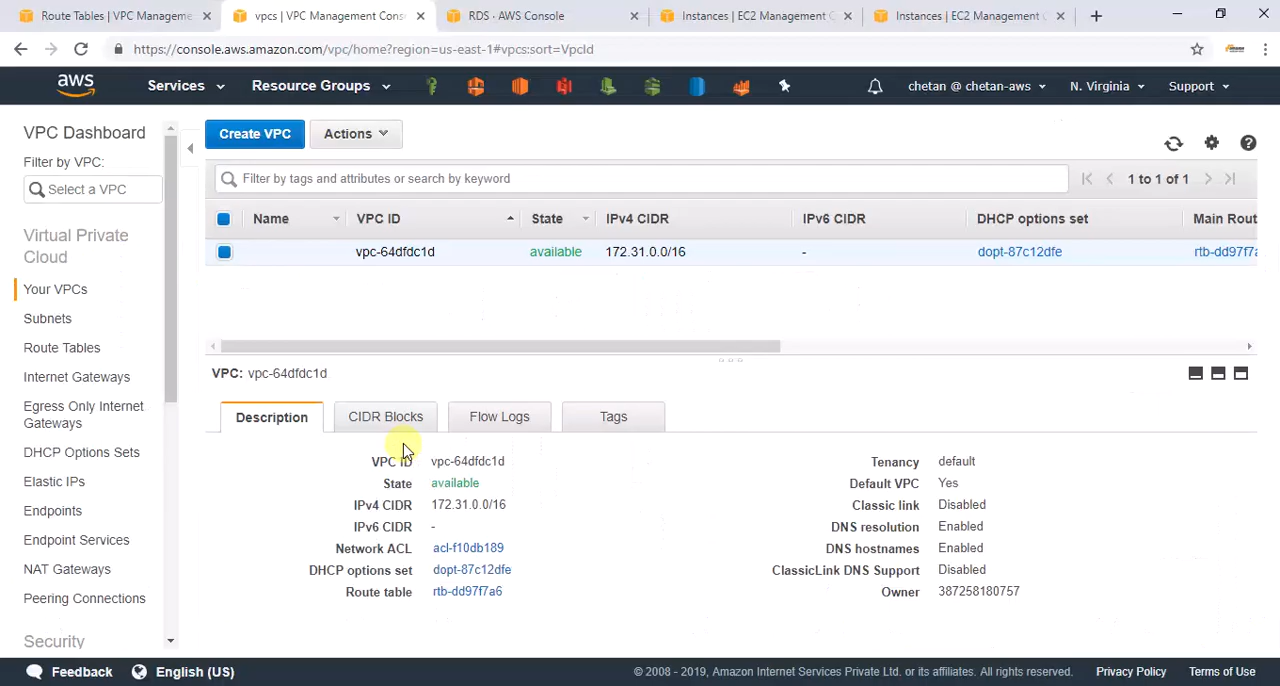 Route Tables | VPC Manageme
vpcs | VPC Management Cons
RDS · AWS Console
Instances | EC2 Management C
Instances | EC2 Management C
https://console.aws.amazon.com/vpc/home?region=us-east-1#vpcs:sort=VpcId
aws Services Resource Groups chetan @ chetan-aws N. Virginia Support
VPC Dashboard
Filter by VPC:
Select a VPC
Virtual Private
Cloud
Your VPCs
Subnets
Route Tables
Internet Gateways
Egress Only Internet
Gateways
DHCP Options Sets
Elastic IPs
Endpoints
Endpoint Services
NAT Gateways
Peering Connections
Security
Create VPC Actions
Filter by tags and attributes or search by keyword
1 to 1 of 1
Name VPC ID State IPv4 CIDR IPv6 CIDR DHCP options set Main Rout
vpc-64dfdc1d available 172.31.0.0/16 - dopt-87c12dfe rtb-dd97f7a
VPC: vpc-64dfdc1d
Description CIDR Blocks Flow Logs Tags
VPC ID vpc-64dfdc1d
State available
IPv4 CIDR 172.31.0.0/16
IPv6 CIDR -
Network ACL acl-f10db189
DHCP options set dopt-87c12dfe
Route table rtb-dd97f7a6
Tenancy default
Default VPC Yes
Classic link Disabled
DNS resolution Enabled
DNS hostnames Enabled
ClassicLink DNS Support Disabled
Owner 387258180757
Feedback English (US) © 2008 - 2019, Amazon Internet Services Private Ltd. or its affiliates. All rights reserved. Privacy Policy Terms of Use